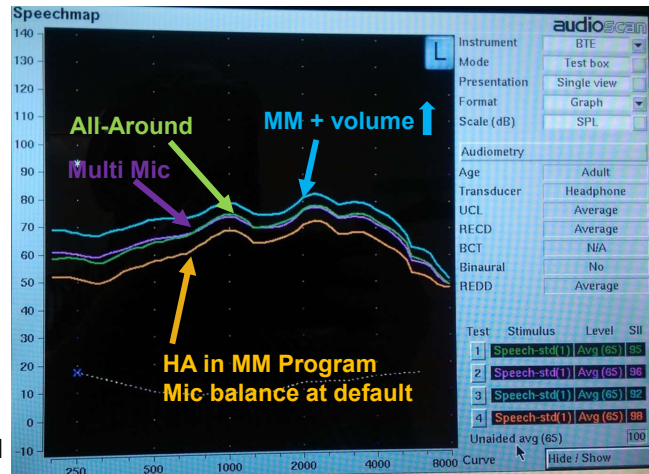 Speechmap
audioscan
L
140
130
120
110
100
90
80
70
60
50
40
30
20
10
0
-10
250
500
1000
2000
4000
8000
All-Around
MM + volume
Multi Mic
HA in MM Program
Mic balance at default
Instrument BTE
Mode Test box
Presentation Single view
Format Graph
Scale (dB) SPL
Audiometry
Age Adult
Transducer Headphone
UCL Average
RECD Average
BCT N/A
Binaural No
REDD Average
Test Stimulus Level SII
1 Speech-std(1) Avg (65) 95
2 Speech-std(1) Avg (65) 96
3 Speech-std(1) Avg (65) 92
4 Speech-std(1) Avg (65) 98
Unaided avg (65) 100
Curve Hide / Show